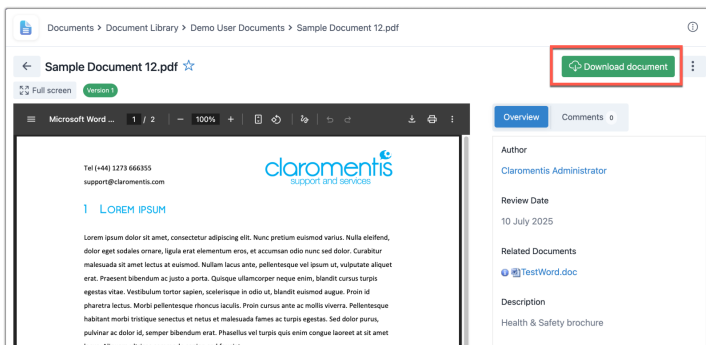 Documents > Document Library > Demo User Documents > Sample Document 12.pdf
Sample Document 12.pdf
Download document
Full screen
Version 1
Microsoft Word ... 1 / 2 − 100% +
Overview
Comments 0
Tel (+44) 1273 666355
support@claromentis.com
claromentis
support and services
1 Lorem ipsum
Lorem ipsum dolor sit amet, consectetur adipiscing elit. Nunc pretium euismod varius. Nulla eleifend,
dolor eget sodales ornare, ligula erat elementum eros, et accumsan odio nunc sed dolor. Curabitur
malesuada sit amet lectus at euismod. Nullam lacus ante, pellentesque vel ipsum ut, vulputate aliquet
erat. Praesent bibendum ac justo a porta. Quisque ullamcorper neque enim, blandit cursus turpis
egestas vitae. Vestibulum tortor sapien, scelerisque in odio ut, blandit euismod augue. Proin id
pharetra lectus. Morbi pellentesque rhoncus iaculis. Proin cursus ante ac mollis viverra. Pellentesque
habitant morbi tristique senectus et netus et malesuada fames ac turpis egestas. Sed dolor purus,
pulvinar ac dolor id, semper bibendum erat. Phasellus vel turpis quis enim congue laoreet at sit amet
Author
Claromentis Administrator
Review Date
10 July 2025
Related Documents
TestWord.doc
Description
Health & Safety brochure